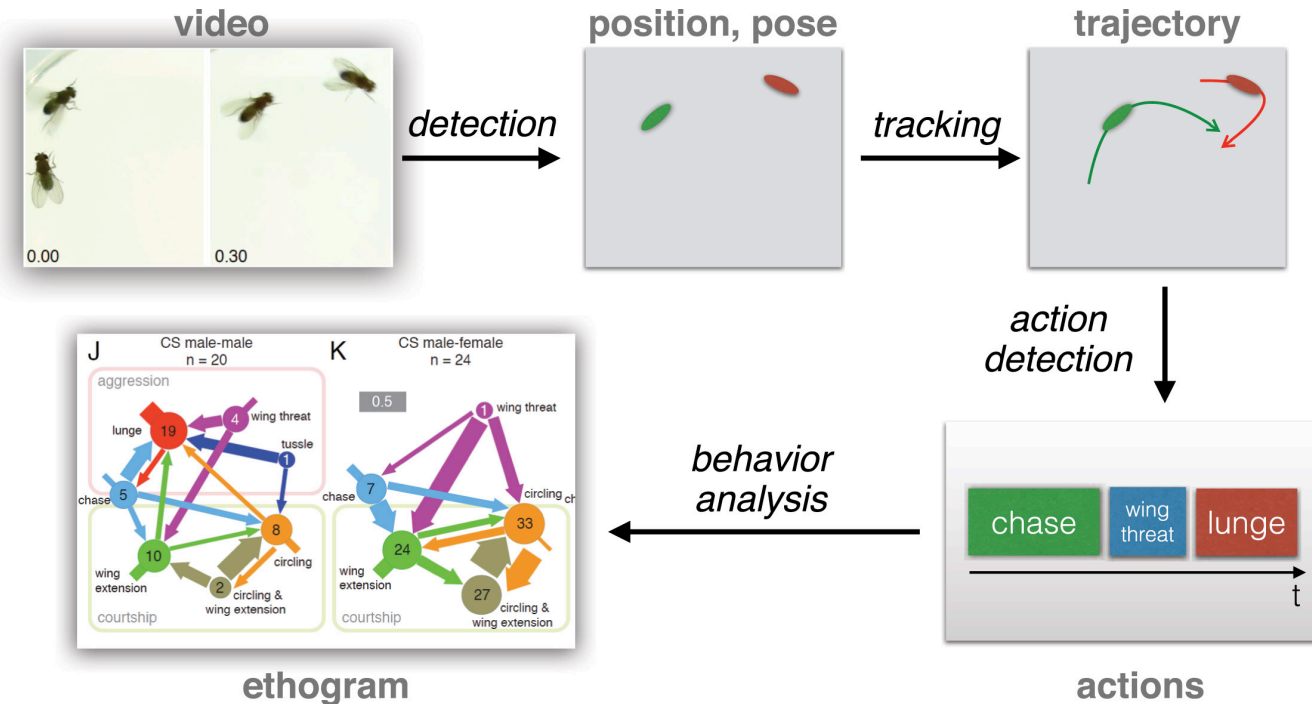 video
position, pose
trajectory
0.00
0.30
detection
tracking
action
detection
J
CS male-male
n = 20
aggression
lunge
19
4
wing threat
tussle
1
chase
5
8
circling
10
wing
extension
2
circling &
wing extension
courtship
K
CS male-female
n = 24
0.5
1
wing threat
7
chase
circling
ch
33
24
wing
extension
27
circling &
wing extension
courtship
behavior
analysis
chase
wing
threat
lunge
t
ethogram
actions